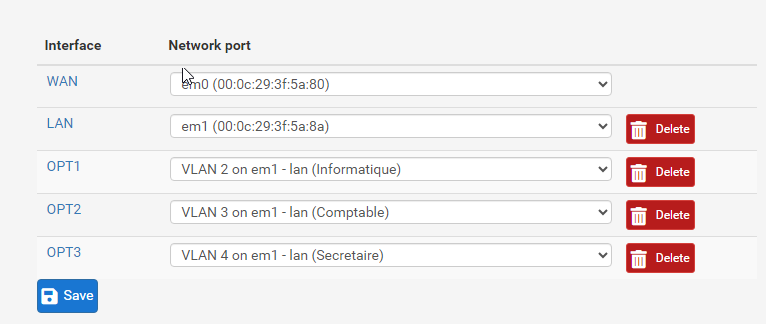 Interface Network port
WAN em0 (00:0c:29:3f:5a:80)
LAN em1 (00:0c:29:3f:5a:8a) Delete
OPT1 VLAN 2 on em1 - lan (Informatique) Delete
OPT2 VLAN 3 on em1 - lan (Comptable) Delete
OPT3 VLAN 4 on em1 - lan (Secretaire) Delete
Save